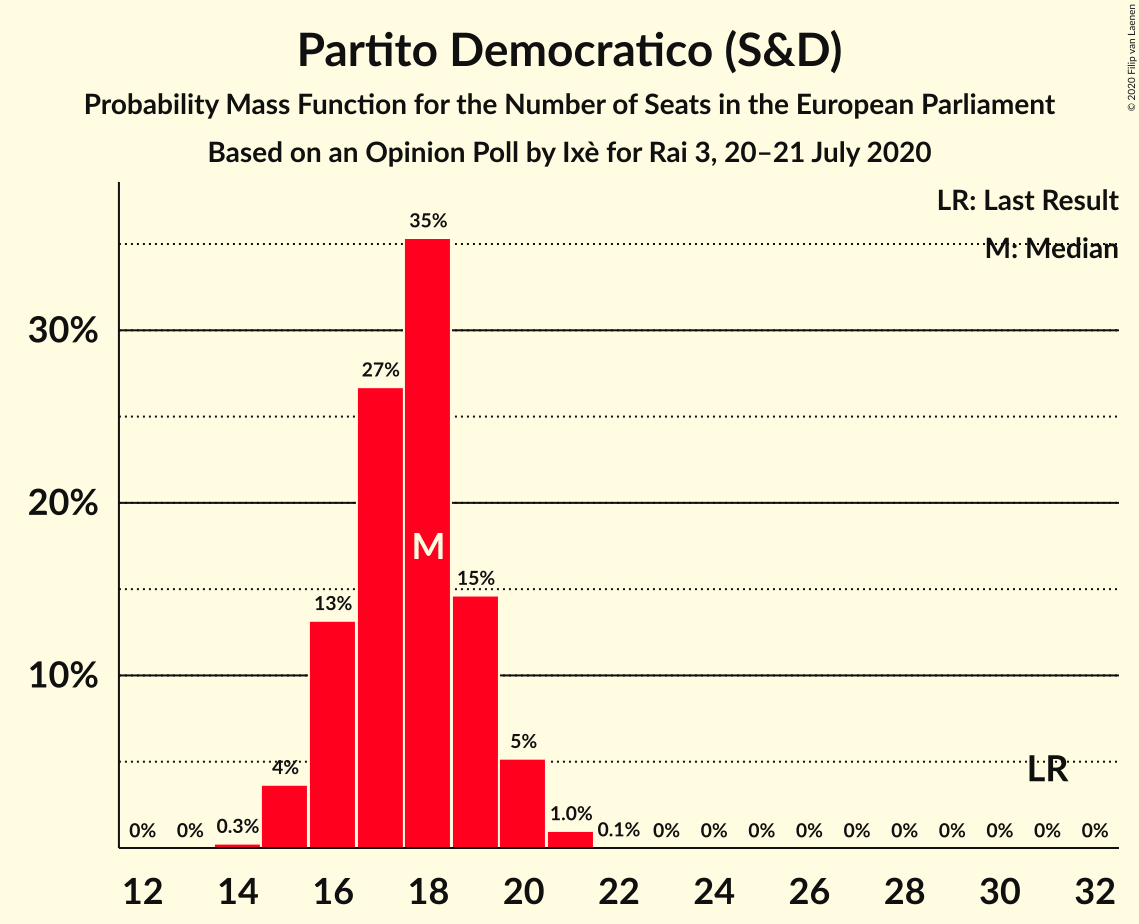 Partito Democratico (S&D)
Probability Mass Function for the Number of Seats in the European Parliament
Based on an Opinion Poll by Ixè for Rai 3, 20–21 July 2020
© 2020 Filip van Laenen
LR: Last Result
M: Median
30%
20%
10%
0% 0% 0.3% 4% 13% 27% 35% 15% 5% 1.0% 0.1% 0% 0% 0% 0% 0% 0% 0% 0% 0% 0%
M
LR
12 14 16 18 20 22 24 26 28 30 32